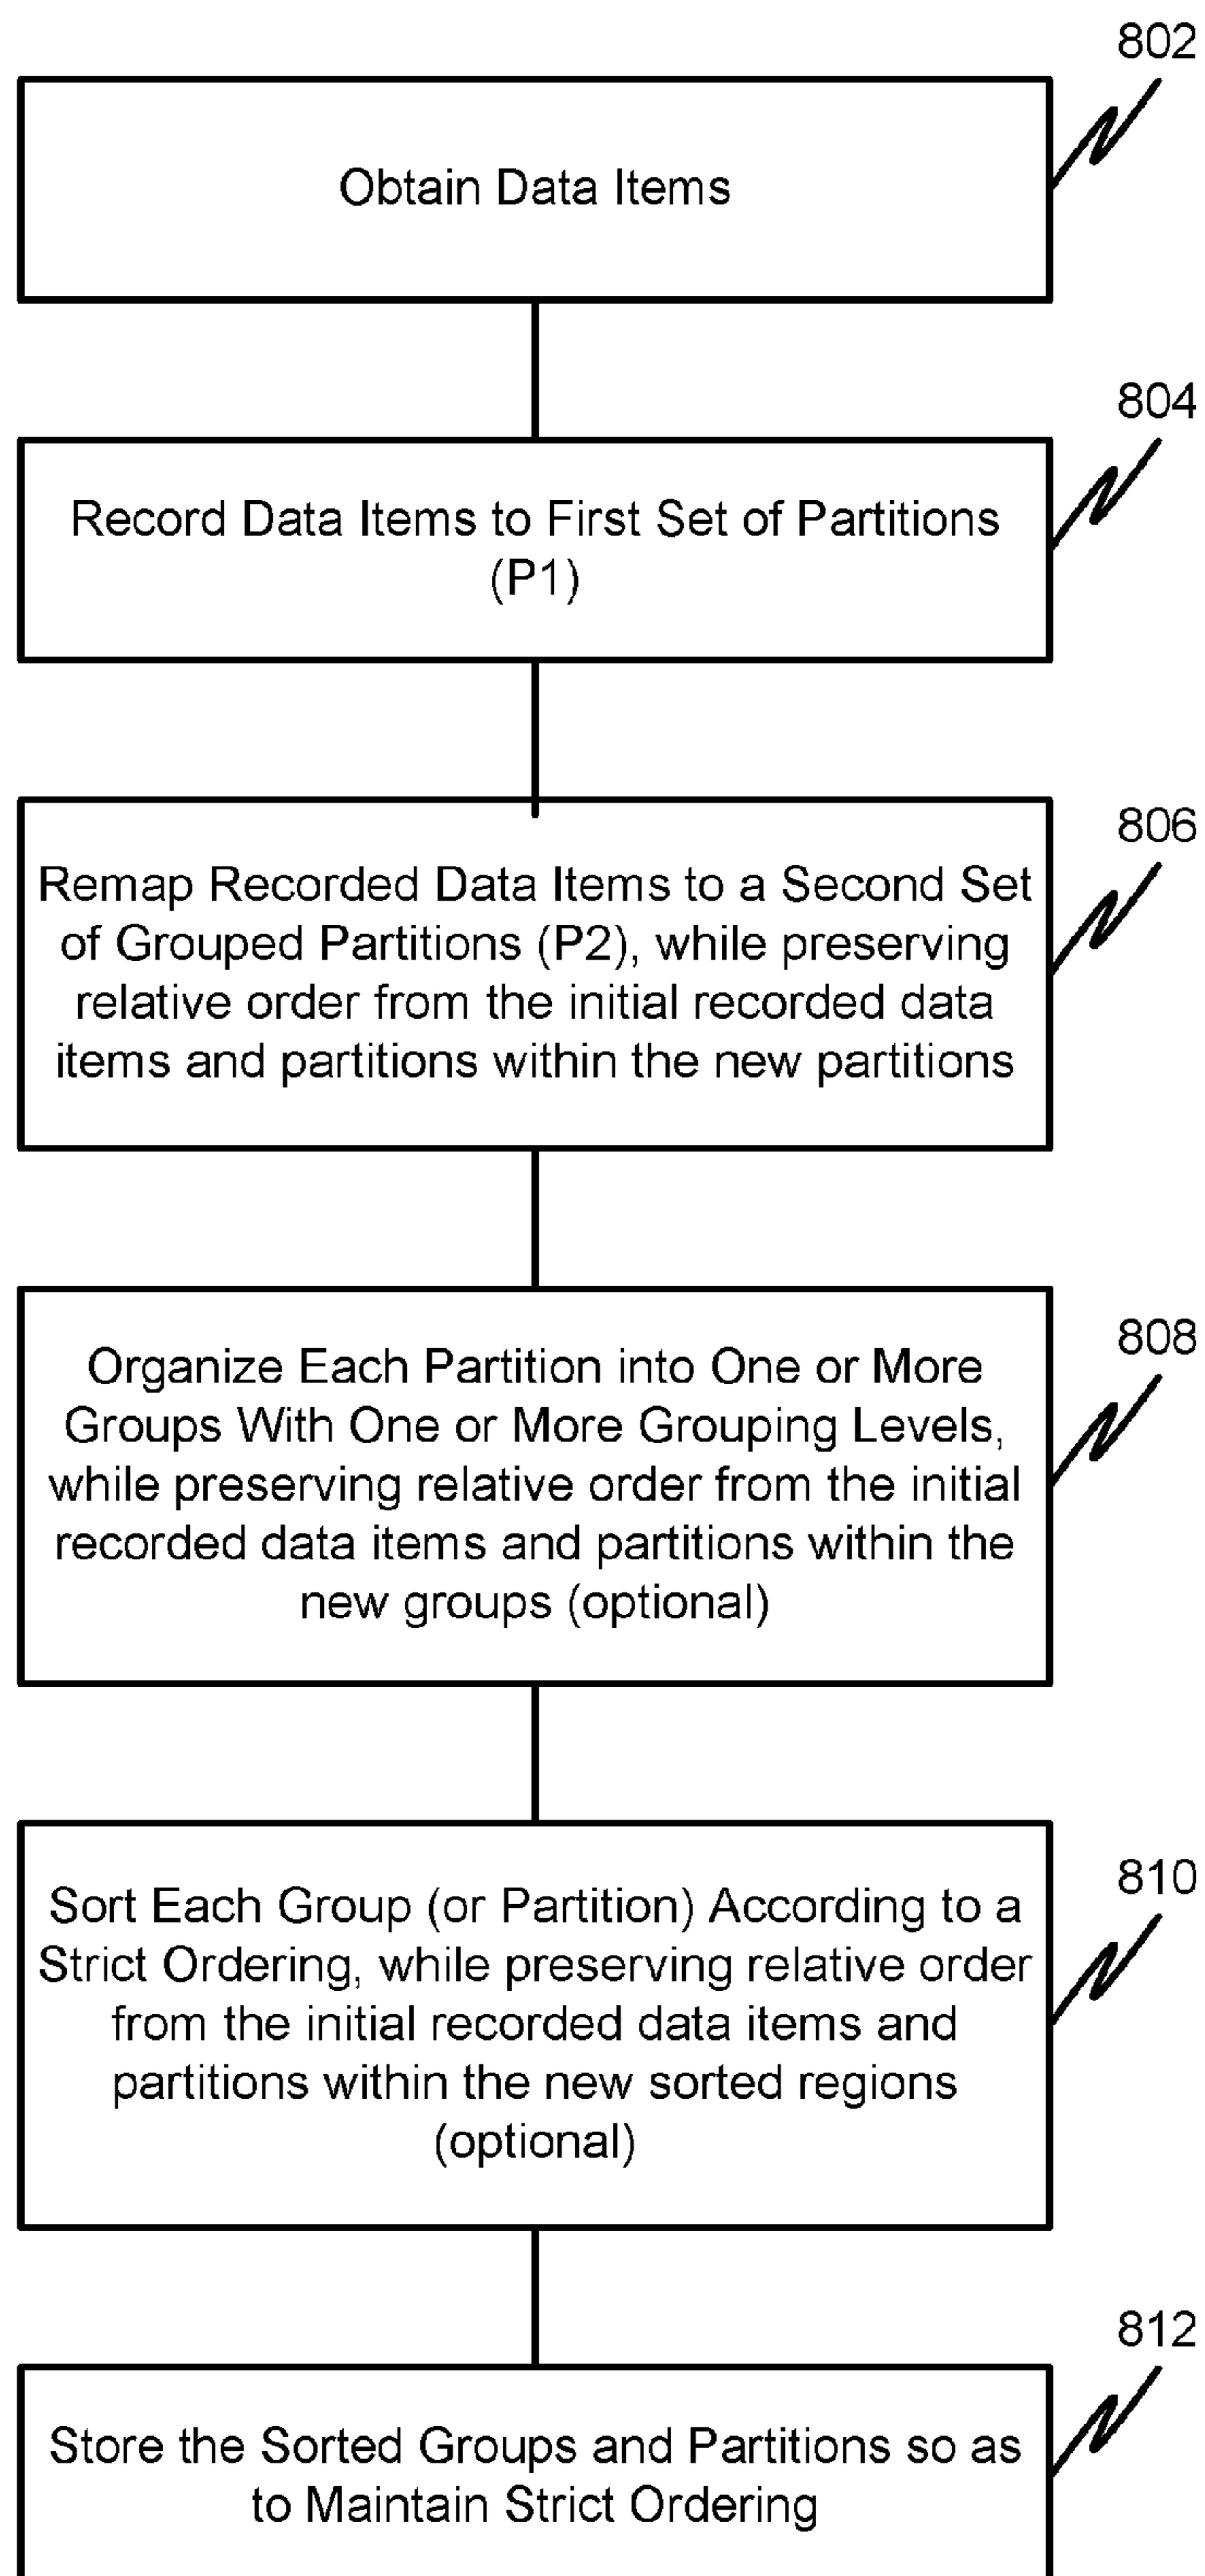 802
Obtain Data Items
804
Record Data Items to First Set of Partitions
(P1)
806
Remap Recorded Data Items to a Second Set
of Grouped Partitions (P2), while preserving
relative order from the initial recorded data
items and partitions within the new partitions
808
Organize Each Partition into One or More
Groups With One or More Grouping Levels,
while preserving relative order from the initial
recorded data items and partitions within the
new groups (optional)
810
Sort Each Group (or Partition) According to a
Strict Ordering, while preserving relative order
from the initial recorded data items and
partitions within the new sorted regions
(optional)
812
Store the Sorted Groups and Partitions so as
to Maintain Strict Ordering